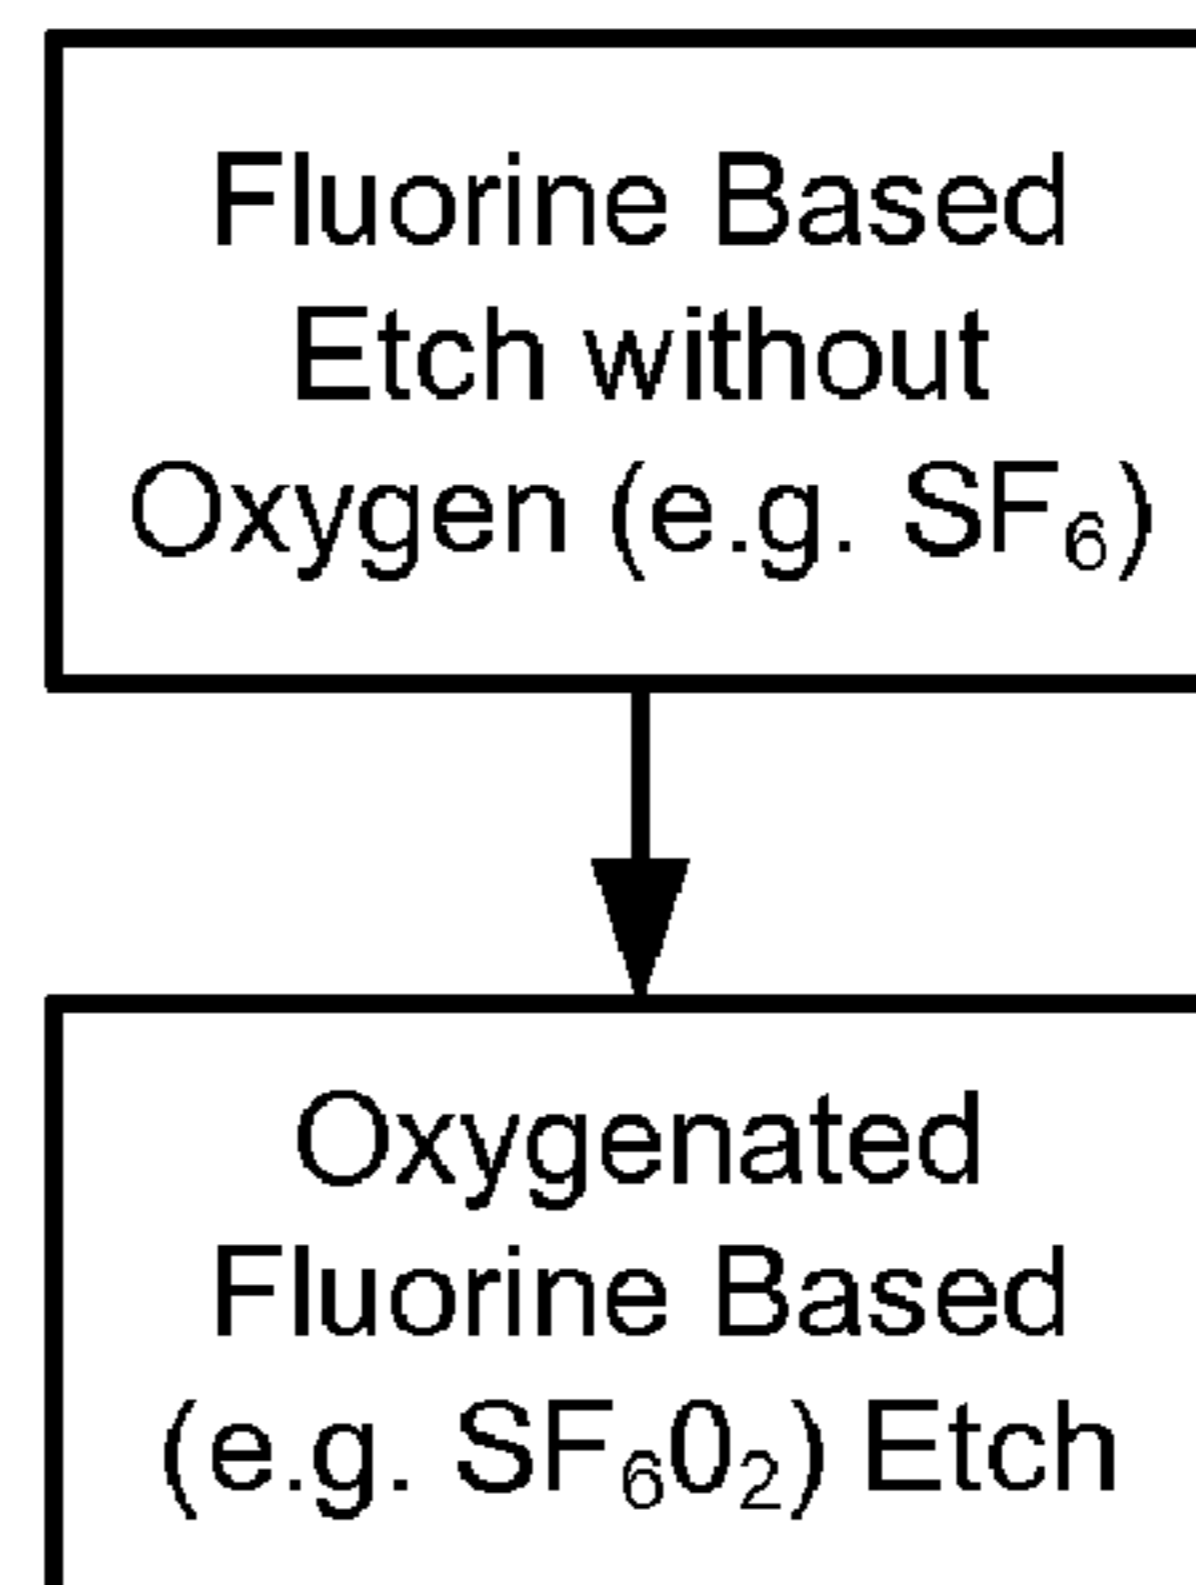 Fluorine Based
Etch without
Oxygen (e.g. SF₆)
Oxygenated
Fluorine Based
(e.g. SF₆0₂) Etch